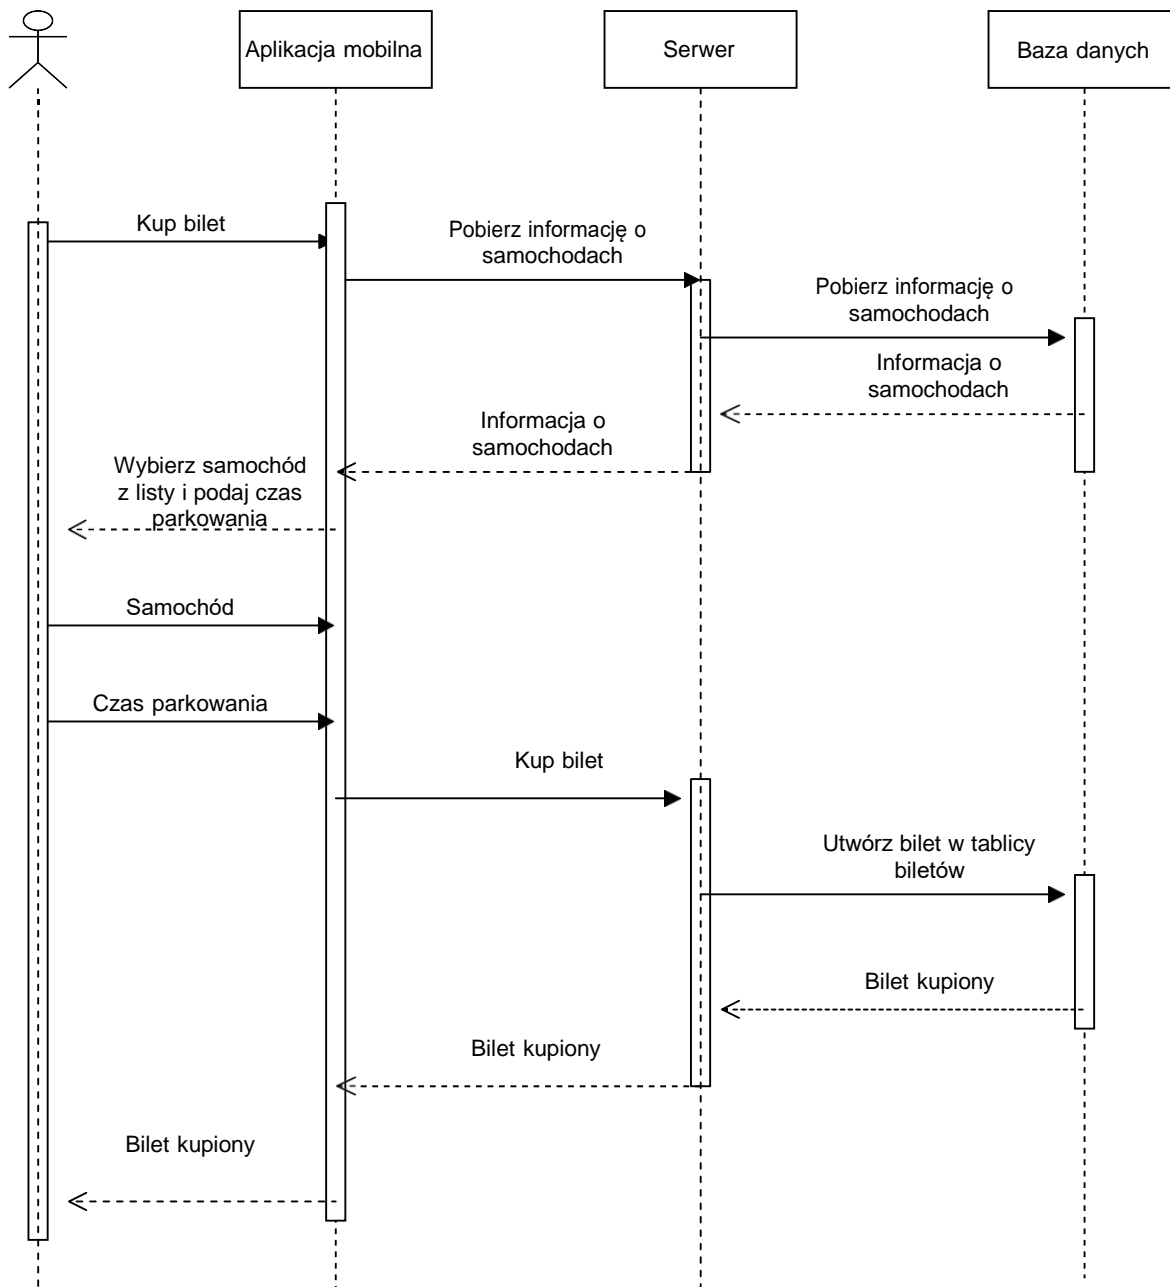 Aplikacja mobilna
Serwer
Baza danych
Kup bilet
Pobierz informację o
samochodach
Pobierz informację o
samochodach
Informacja o
samochodach
Informacja o
samochodach
Wybierz samochód
z listy i podaj czas
parkowania
Samochód
Czas parkowania
Kup bilet
Utwórz bilet w tablicy
biletów
Bilet kupiony
Bilet kupiony
Bilet kupiony